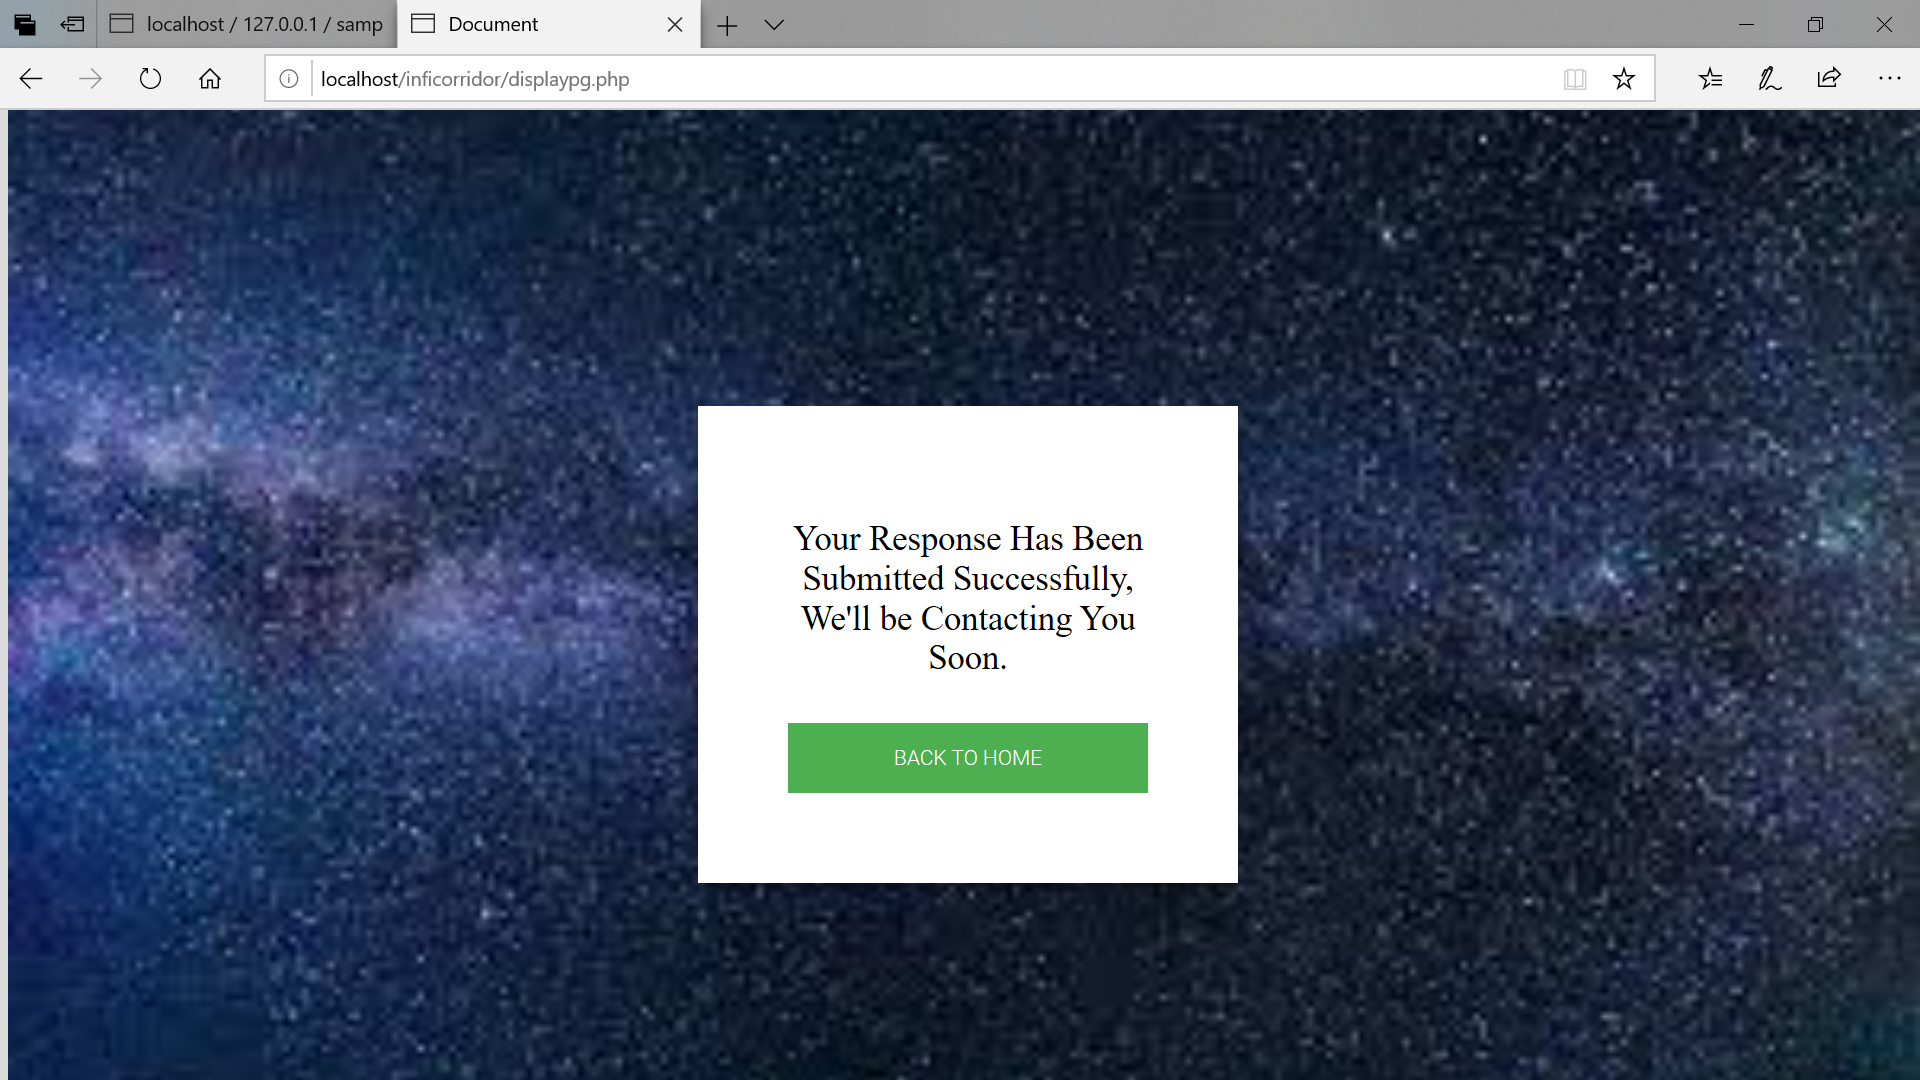 localhost / 127.0.0.1 / samp
Document
localhost/inficorridor/displaypg.php
Your Response Has Been
Submitted Successfully,
We'll be Contacting You
Soon.
BACK TO HOME